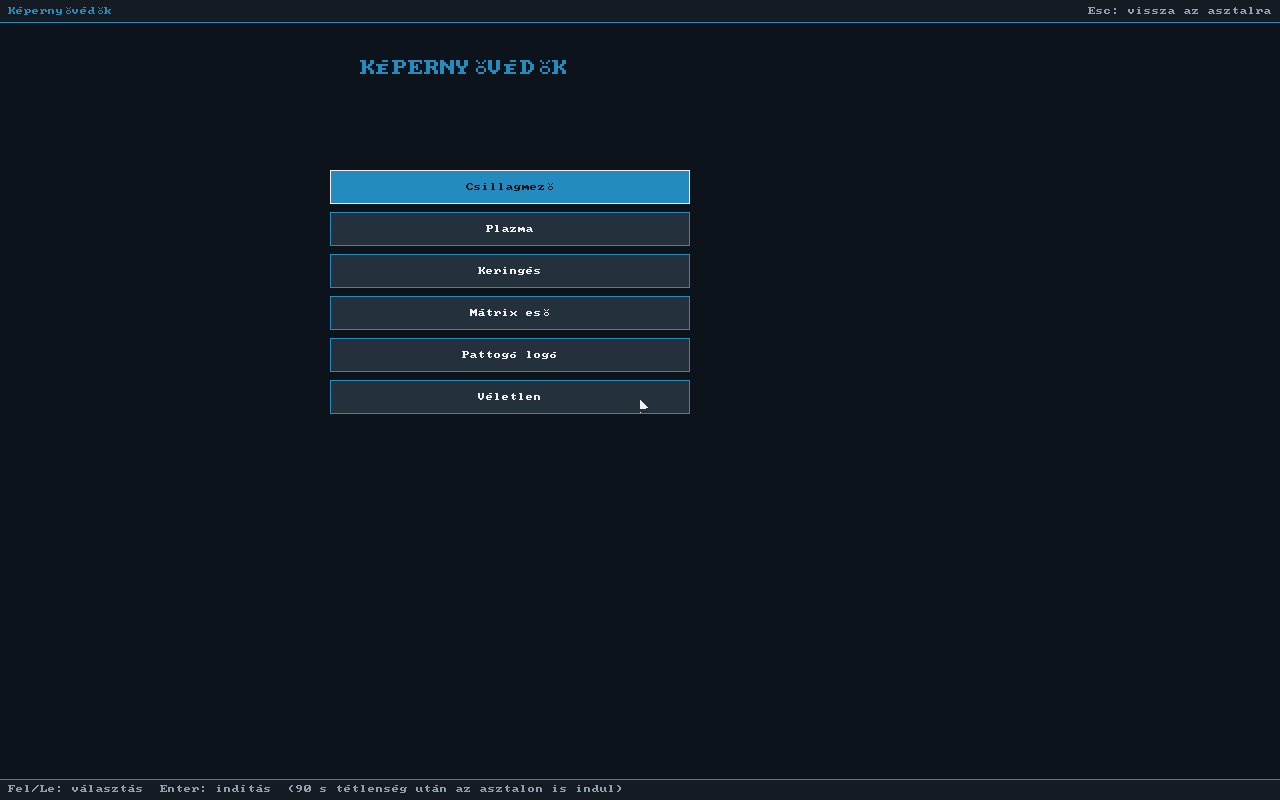 Képernyővédők
Esc: vissza az asztalra
KÉPERNYŐVÉDŐK
Csillagmező
Plazma
Keringés
Mátrix eső
Pattogó logó
Véletlen
Fel/Le: választás  Enter: indítás  (90 s tétlenség után az asztalon is indul)